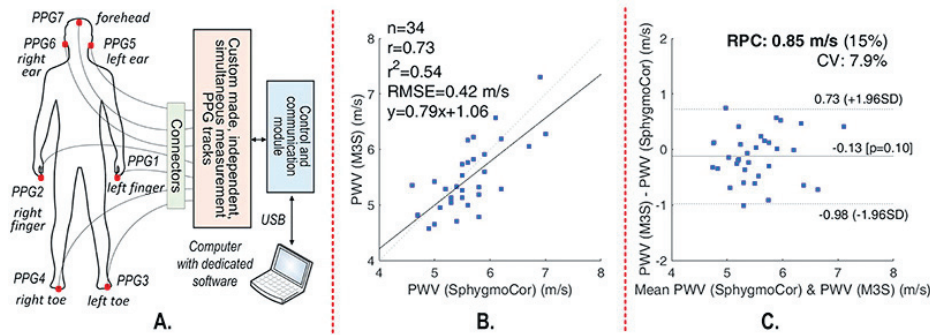 PPG7
forehead
PPG6
right
ear
PPG5
left ear
Connectors
Custom made, independent,
simultaneous measurement
PPG tracks
Control and
communication
module
PPG1
left finger
PPG2
right
finger
USB
Computer
with dedicated
software
PPG4
right toe
PPG3
left toe
A.
n=34
r=0.73
r²=0.54
RMSE=0.42 m/s
y=0.79x+1.06
PWV (M3S) (m/s)
8
7
6
5
4
4 5 6 7 8
PWV (SphygmoCor) (m/s)
B.
RPC: 0.85 m/s (15%)
CV: 7.9%
PWV (M3S) - PWV (SphygmoCor) (m/s)
2
1
0
-1
-2
0.73 (+1.96SD)
-0.13 [p=0.10]
-0.98 (-1.96SD)
4 5 6 7 8
Mean PWV (SphygmoCor) & PWV (M3S) (m/s)
C.